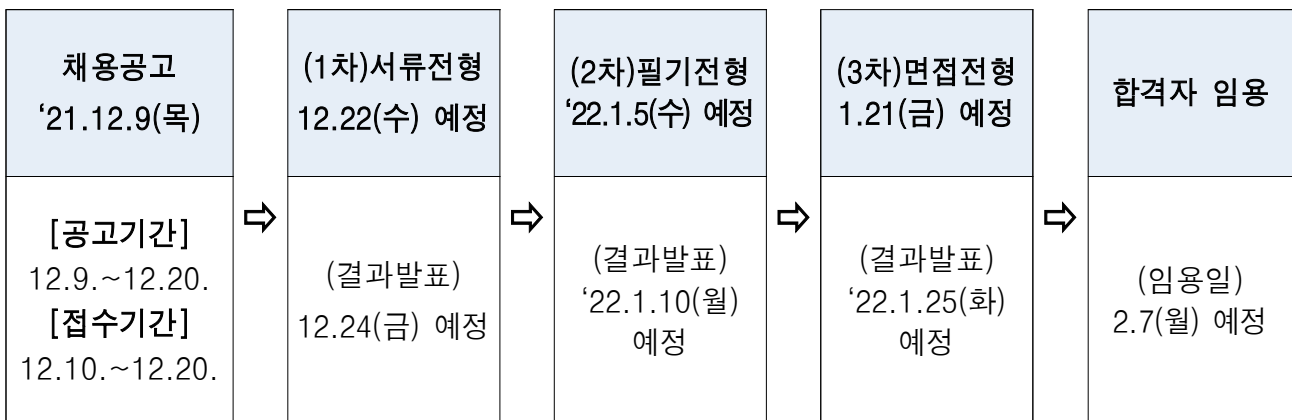 채용공고
‘21.12.9(목)
[공고기간]
12.9.~12.20.
[접수기간]
12.10.~12.20.
⇨
(1차)서류전형
12.22(수) 예정
(결과발표)
12.24(금) 예정
⇨
(2차)필기전형
‘22.1.5(수) 예정
(결과발표)
‘22.1.10(월)
예정
⇨
(3차)면접전형
1.21(금) 예정
(결과발표)
‘22.1.25(화)
예정
⇨
합격자 임용
(임용일)
2.7(월) 예정